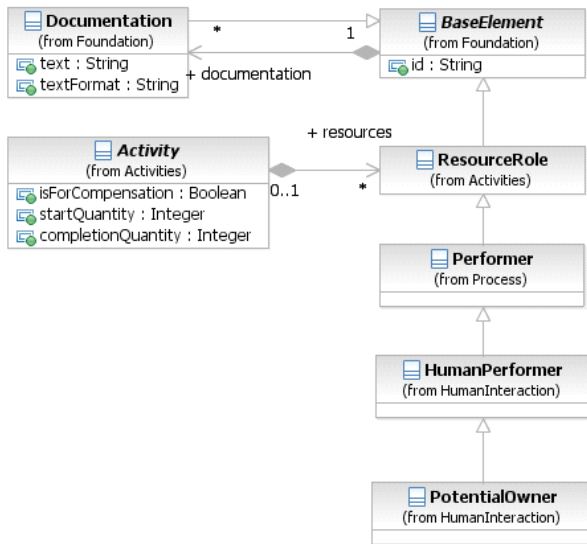 Documentation
(from Foundation)
text : String
textFormat : String
*
1
+ documentation
BaseElement
(from Foundation)
id : String
Activity
(from Activities)
isForCompensation : Boolean
startQuantity : Integer
completionQuantity : Integer
+ resources
0..1
*
ResourceRole
(from Activities)
Performer
(from Process)
HumanPerformer
(from HumanInteraction)
PotentialOwner
(from HumanInteraction)